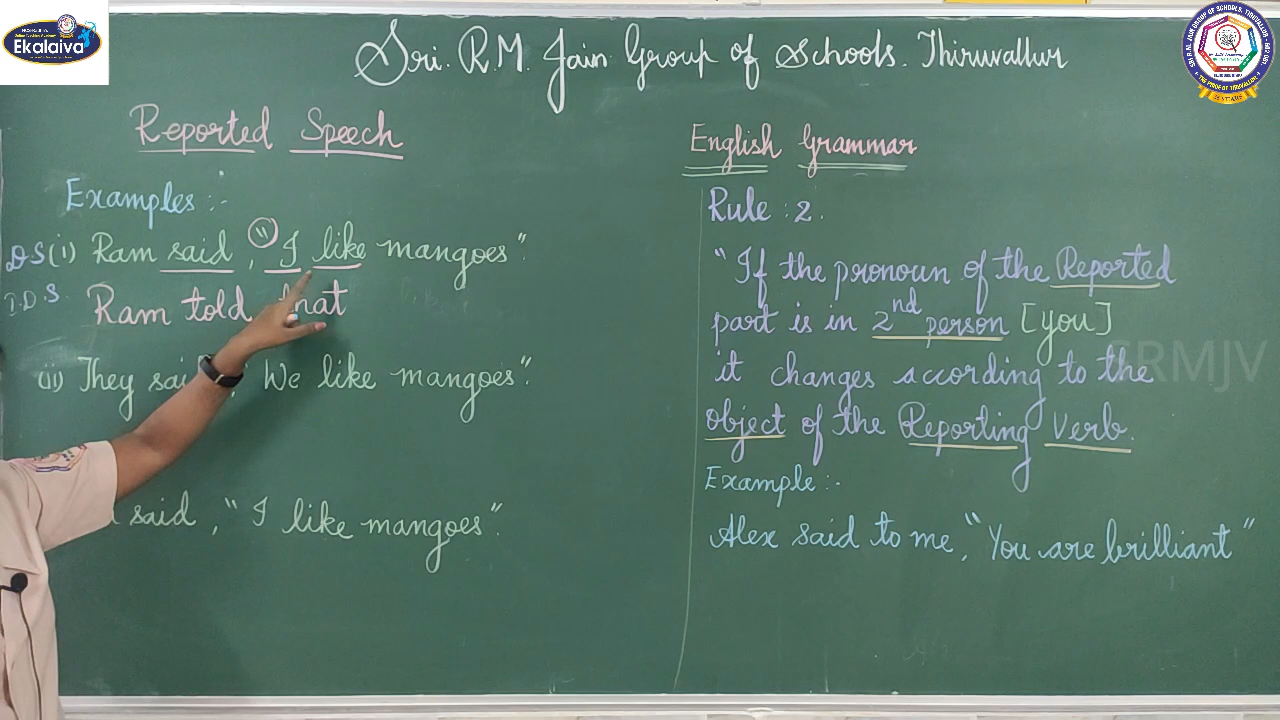 Ekalaiva
Sri. R.M. Jain Group of Schools. Thiruvallur
Reported Speech
Examples :-
D.S (i) Ram said, "I like mangoes".
I.D.S. Ram told that
(ii) They said, "We like mangoes".
said, "I like mangoes".
English Grammar
Rule : 2.
"If the pronoun of the Reported
part is in 2nd person [you]
it changes according to the
object of the Reporting Verb.
Example :-
Alex said to me, "You are brilliant"
SRMJV